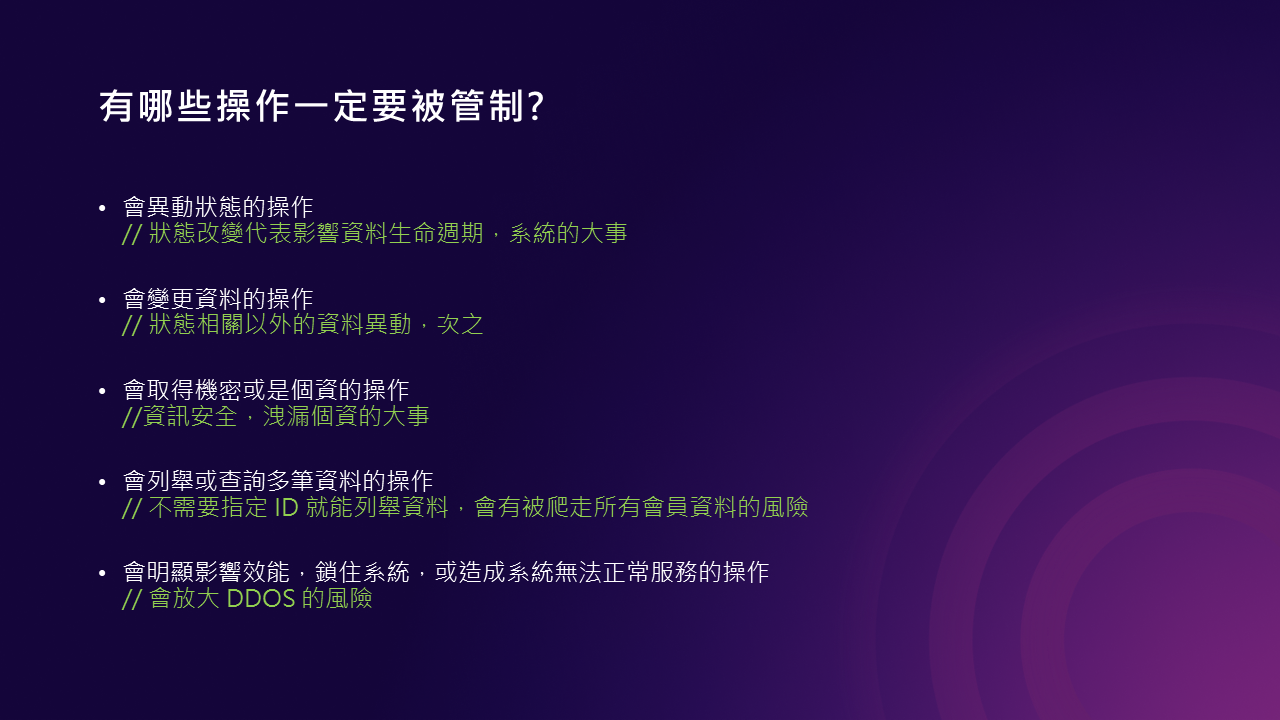 有哪些操作一定要被管制?
• 會異動狀態的操作
// 狀態改變代表影響資料生命週期，系統的大事
• 會變更資料的操作
// 狀態相關以外的資料異動，次之
• 會取得機密或是個資的操作
//資訊安全，洩漏個資的大事
• 會列舉或查詢多筆資料的操作
// 不需要指定 ID 就能列舉資料，會有被爬走所有會員資料的風險
• 會明顯影響效能，鎖住系統，或造成系統無法正常服務的操作
// 會放大 DDOS 的風險